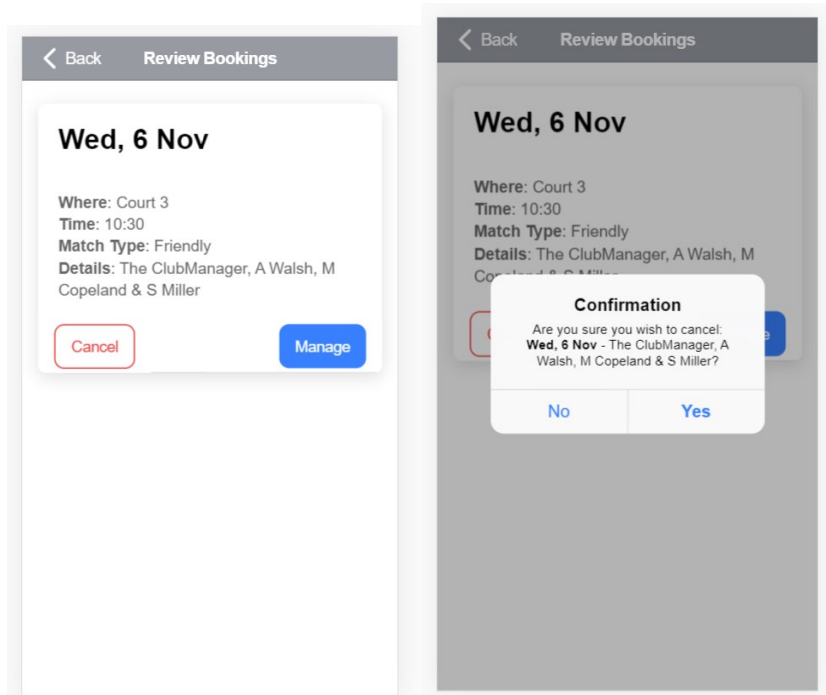 Back Review Bookings
Wed, 6 Nov
Where: Court 3
Time: 10:30
Match Type: Friendly
Details: The ClubManager, A Walsh, M
Copeland & S Miller
Cancel Manage
Back Review Bookings
Wed, 6 Nov
Where: Court 3
Time: 10:30
Match Type: Friendly
Details: The ClubManager, A Walsh, M
Confirmation
Are you sure you wish to cancel:
Wed, 6 Nov - The ClubManager, A
Walsh, M Copeland & S Miller?
No Yes